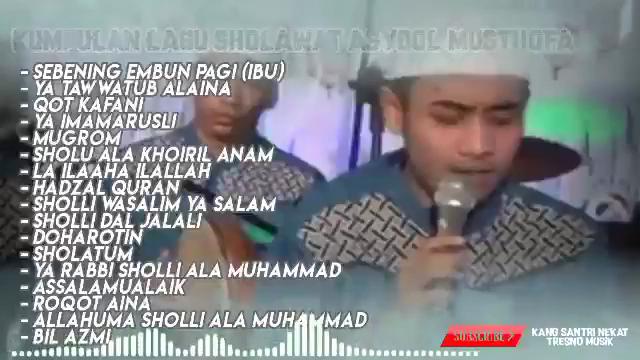 KUMPULAN LAGU SHOLAWAT ASYQOL MUSTHOFA
- SEBENING EMBUN PAGI (IBU)
- YA TAWWATUB ALAINA
- QOT KAFANI
- YA IMAMARUSLI
- MUGROM
- SHOLU ALA KHOIRIL ANAM
- LA ILAAHA ILALLAH
- HADZAL QURAN
- SHOLLI WASALIM YA SALAM
- SHOLLI DAL JALALI
- DOHAROTIN
- SHOLATUM
- YA RABBI SHOLLI ALA MUHAMMAD
- ASSALAMUALAIK
- ROQOT AINA
- ALLAHUMA SHOLLI ALA MUHAMMAD
- BIL AZMI
SUBSCRIBE
KANG SANTRI NEKAT
TRESNO MUSIK